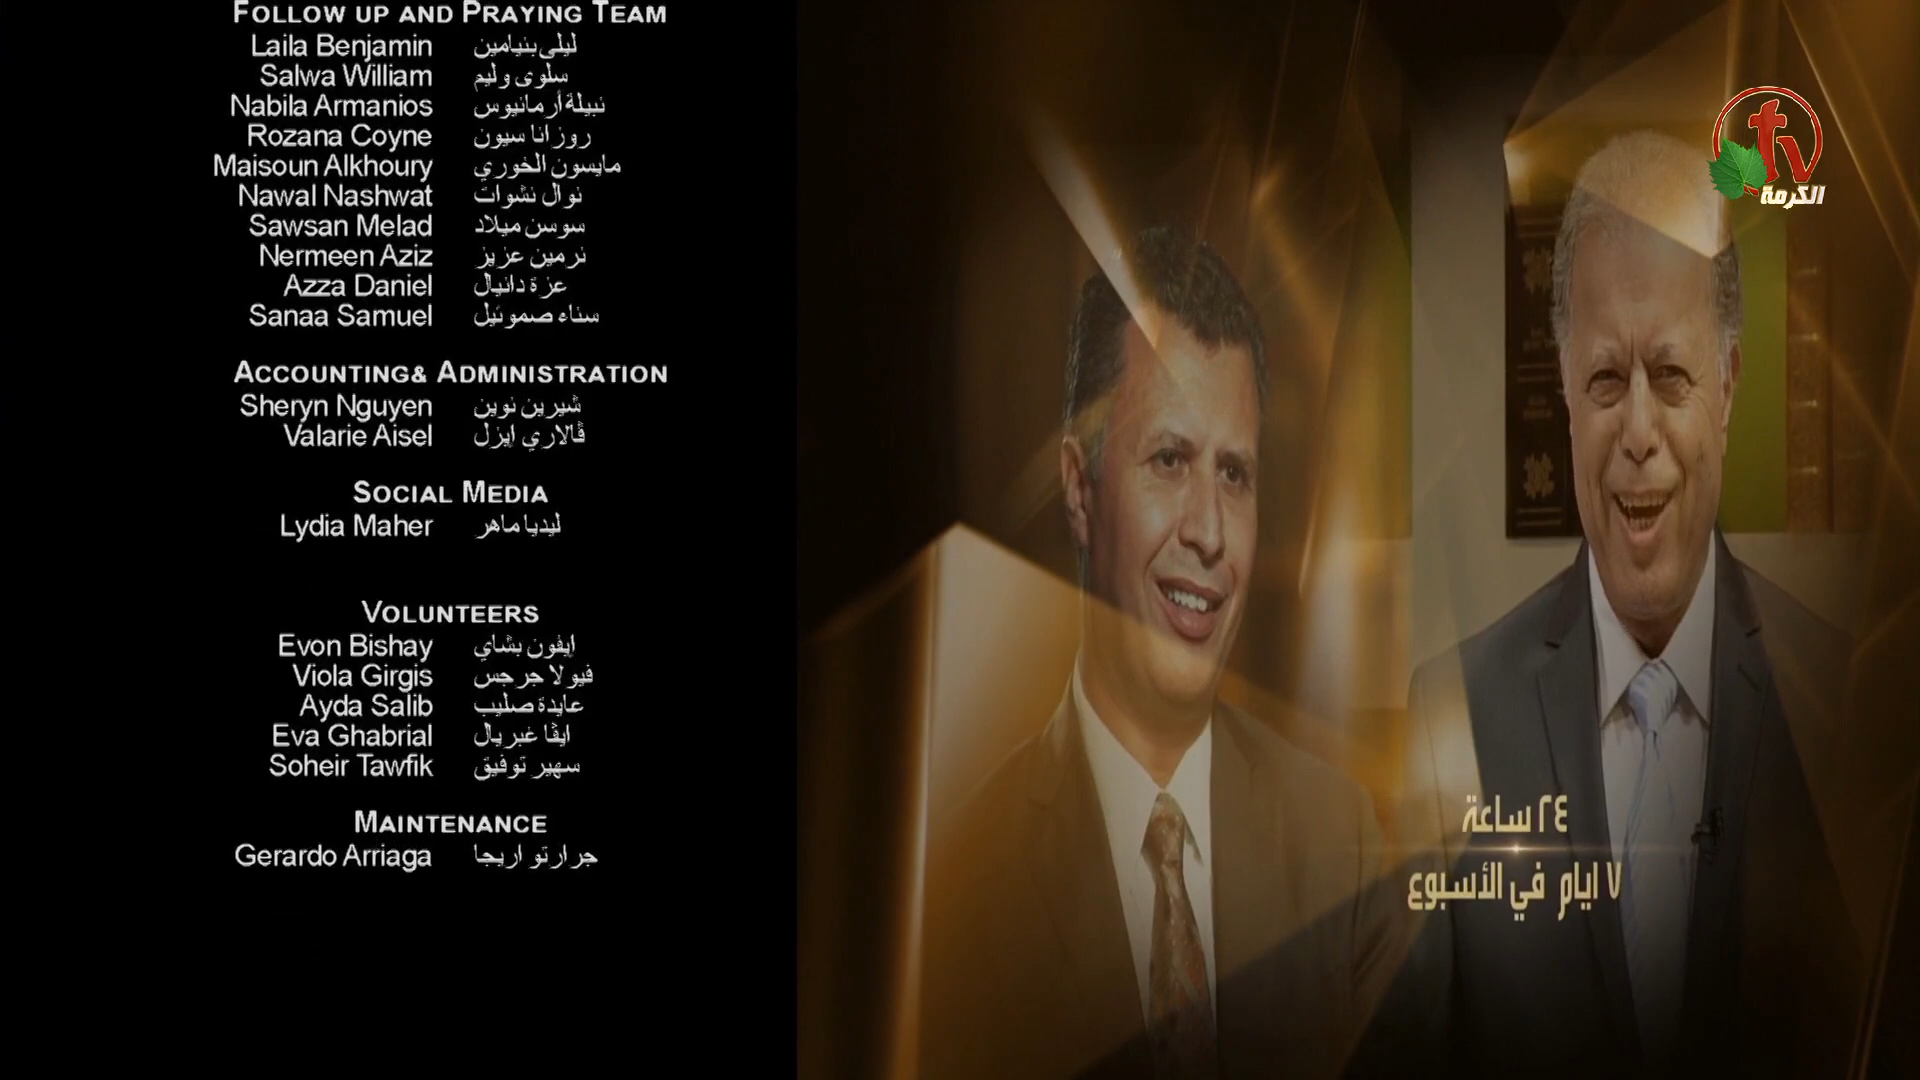 FOLLOW UP AND PRAYING TEAM
Laila Benjamin ليلى بنيامين
Salwa William سلوى وليم
Nabila Armanios نبيلة أرمانيوس
Rozana Coyne روزانا سيون
Maisoun Alkhoury مايسون الخوري
Nawal Nashwat نوال نشوات
Sawsan Melad سوسن ميلاد
Nermeen Aziz نرمين عزيز
Azza Daniel عزة دانيال
Sanaa Samuel سناء صموئيل
ACCOUNTING& ADMINISTRATION
Sheryn Nguyen شيرين نوين
Valarie Aisel ڤالاري إيزل
SOCIAL MEDIA
Lydia Maher ليديا ماهر
VOLUNTEERS
Evon Bishay إيفون بشاي
Viola Girgis فيولا جرجس
Ayda Salib عايدة صليب
Eva Ghabrial ايڤا غبريال
Soheir Tawfik سهير توفيق
MAINTENANCE
Gerardo Arriaga جرارتو اريجا
tv
الكرمة
٢٤ ساعة
٧ ايام في الأسبوع